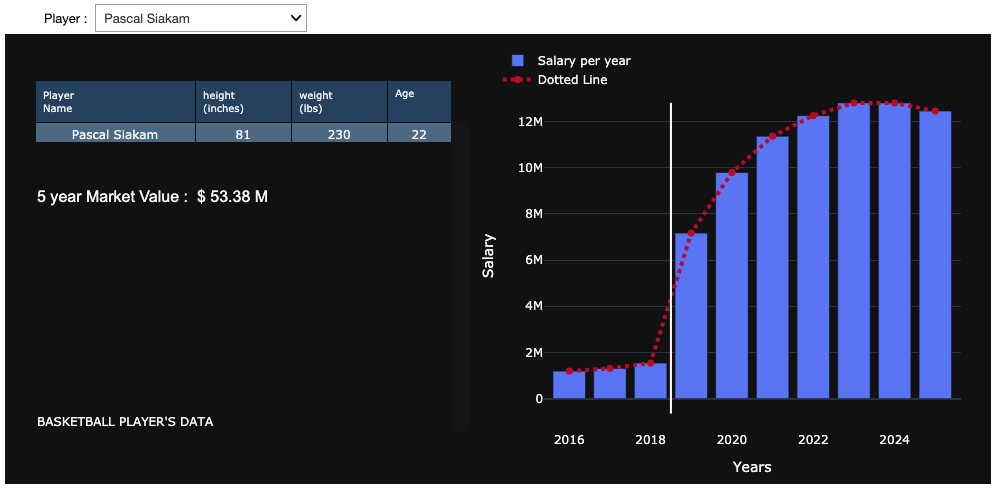 Player : Pascal Siakam
Player Name height (inches) weight (lbs) Age
Pascal Siakam 81 230 22
5 year Market Value : $ 53.38 M
BASKETBALL PLAYER'S DATA
Salary per year
Dotted Line
12M
10M
8M
6M
4M
2M
0
Salary
2016 2018 2020 2022 2024
Years